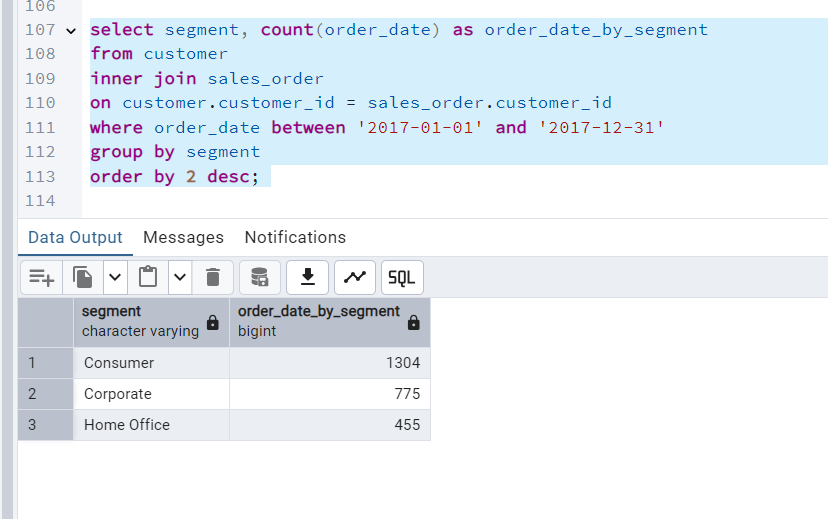 106
107 select segment, count(order_date) as order_date_by_segment
108 from customer
109 inner join sales_order
110 on customer.customer_id = sales_order.customer_id
111 where order_date between '2017-01-01' and '2017-12-31'
112 group by segment
113 order by 2 desc;
114
Data Output Messages Notifications
SQL
segment order_date_by_segment
character varying bigint
1 Consumer 1304
2 Corporate 775
3 Home Office 455